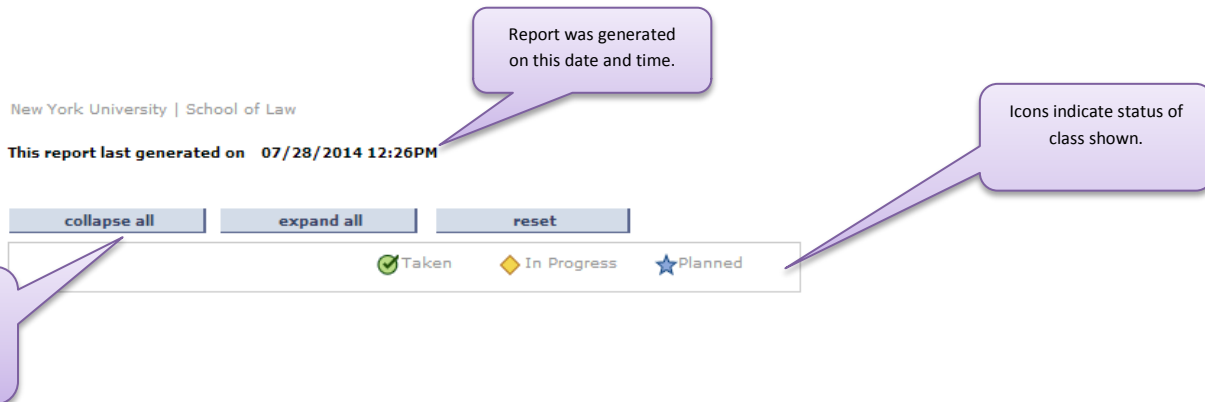 Report was generated
on this date and time.
New York University | School of Law
Icons indicate status of
class shown.
This report last generated on 07/28/2014 12:26PM
collapse all expand all reset
Taken In Progress Planned